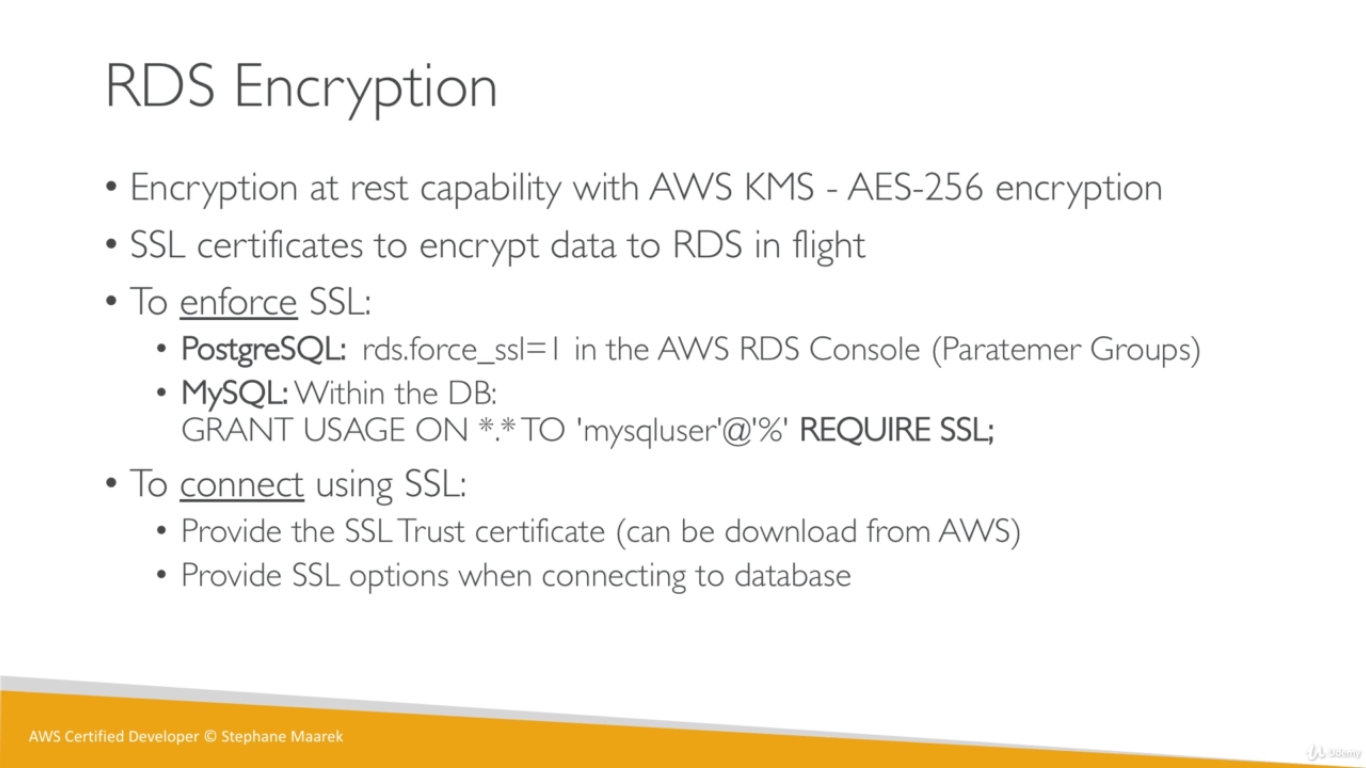 RDS Encryption
• Encryption at rest capability with AWS KMS - AES-256 encryption
• SSL certificates to encrypt data to RDS in flight
• To enforce SSL:
• PostgreSQL: rds.force_ssl=1 in the AWS RDS Console (Paratemer Groups)
• MySQL: Within the DB:
GRANT USAGE ON *.* TO 'mysqluser'@'%' REQUIRE SSL;
• To connect using SSL:
• Provide the SSL Trust certificate (can be download from AWS)
• Provide SSL options when connecting to database
AWS Certified Developer © Stephane Maarek
Udemy